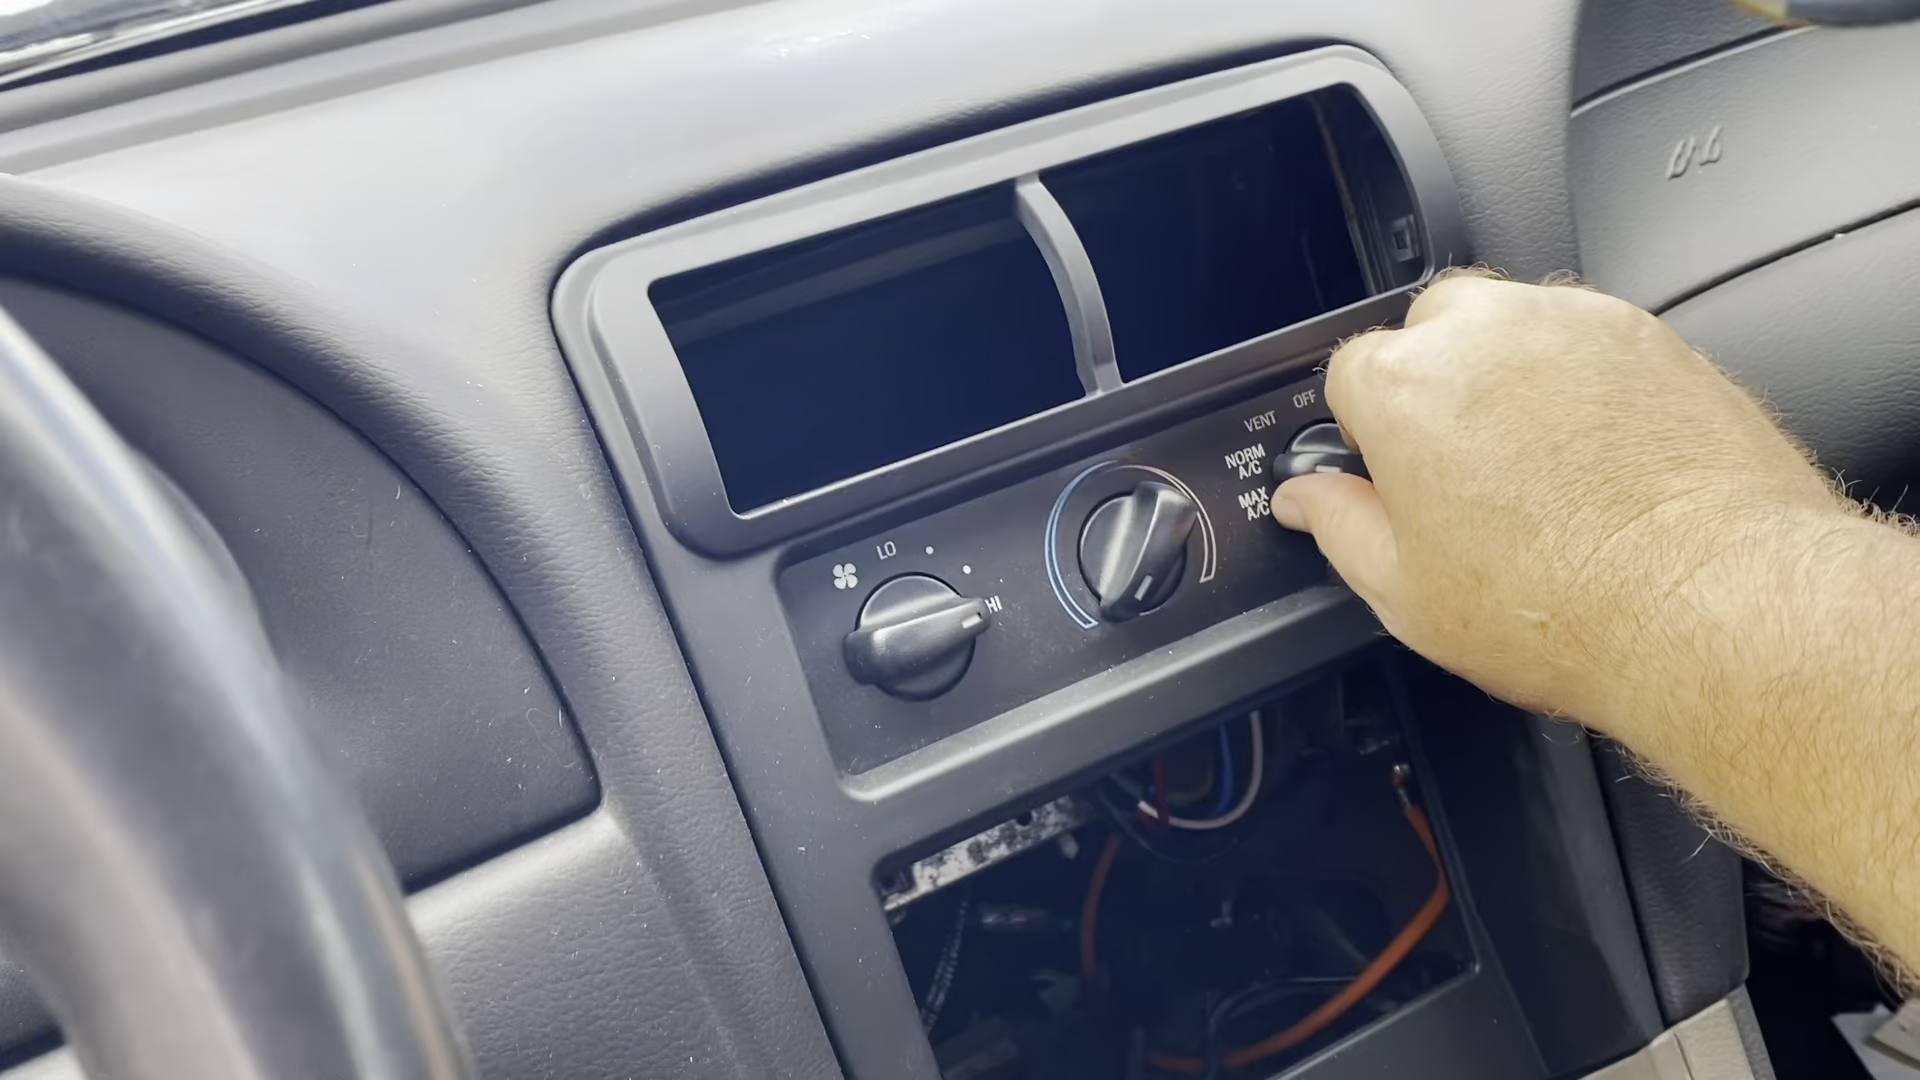 LO
HI
OFF
VENT
NORM
A/C
MAX
A/C